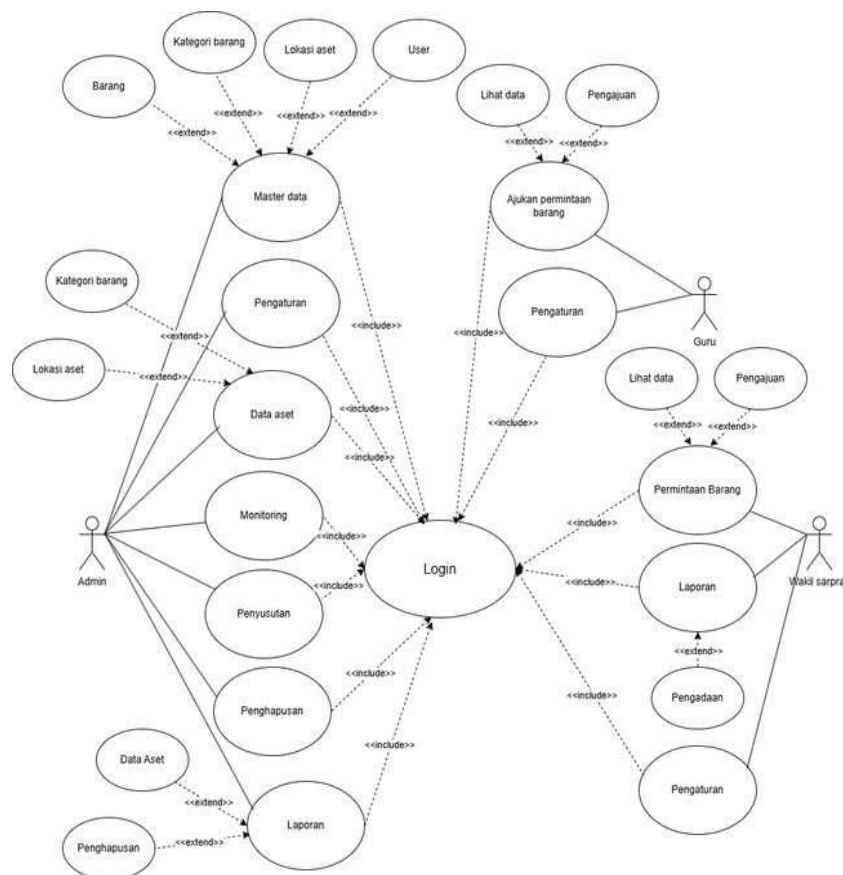 Kategori barang
Lokasi aset
User
Barang
<<extend>>
<<extend>>
<<extend>>
<<extend>>
Master data
Lihat data
Pengajuan
<<extend>>
<<extend>>
Ajukan permintaan
barang
Kategori barang
Pengaturan
<<extend>>
Lokasi aset
<<extend>>
Data aset
<<include>>
<<include>>
<<include>>
Pengaturan
<<include>>
<<include>>
Guru
Lihat data
Pengajuan
<<extend>>
<<extend>>
Permintaan Barang
Monitoring
<<include>>
Admin
Penyusutan
<<include>>
Login
<<include>>
Wakil sarpra
Laporan
<<include>>
<<extend>>
Penghapusan
<<include>>
Pengadaan
<<include>>
Data Aset
<<extend>>
Laporan
<<include>>
Pengaturan
Penghapusan
<<extend>>